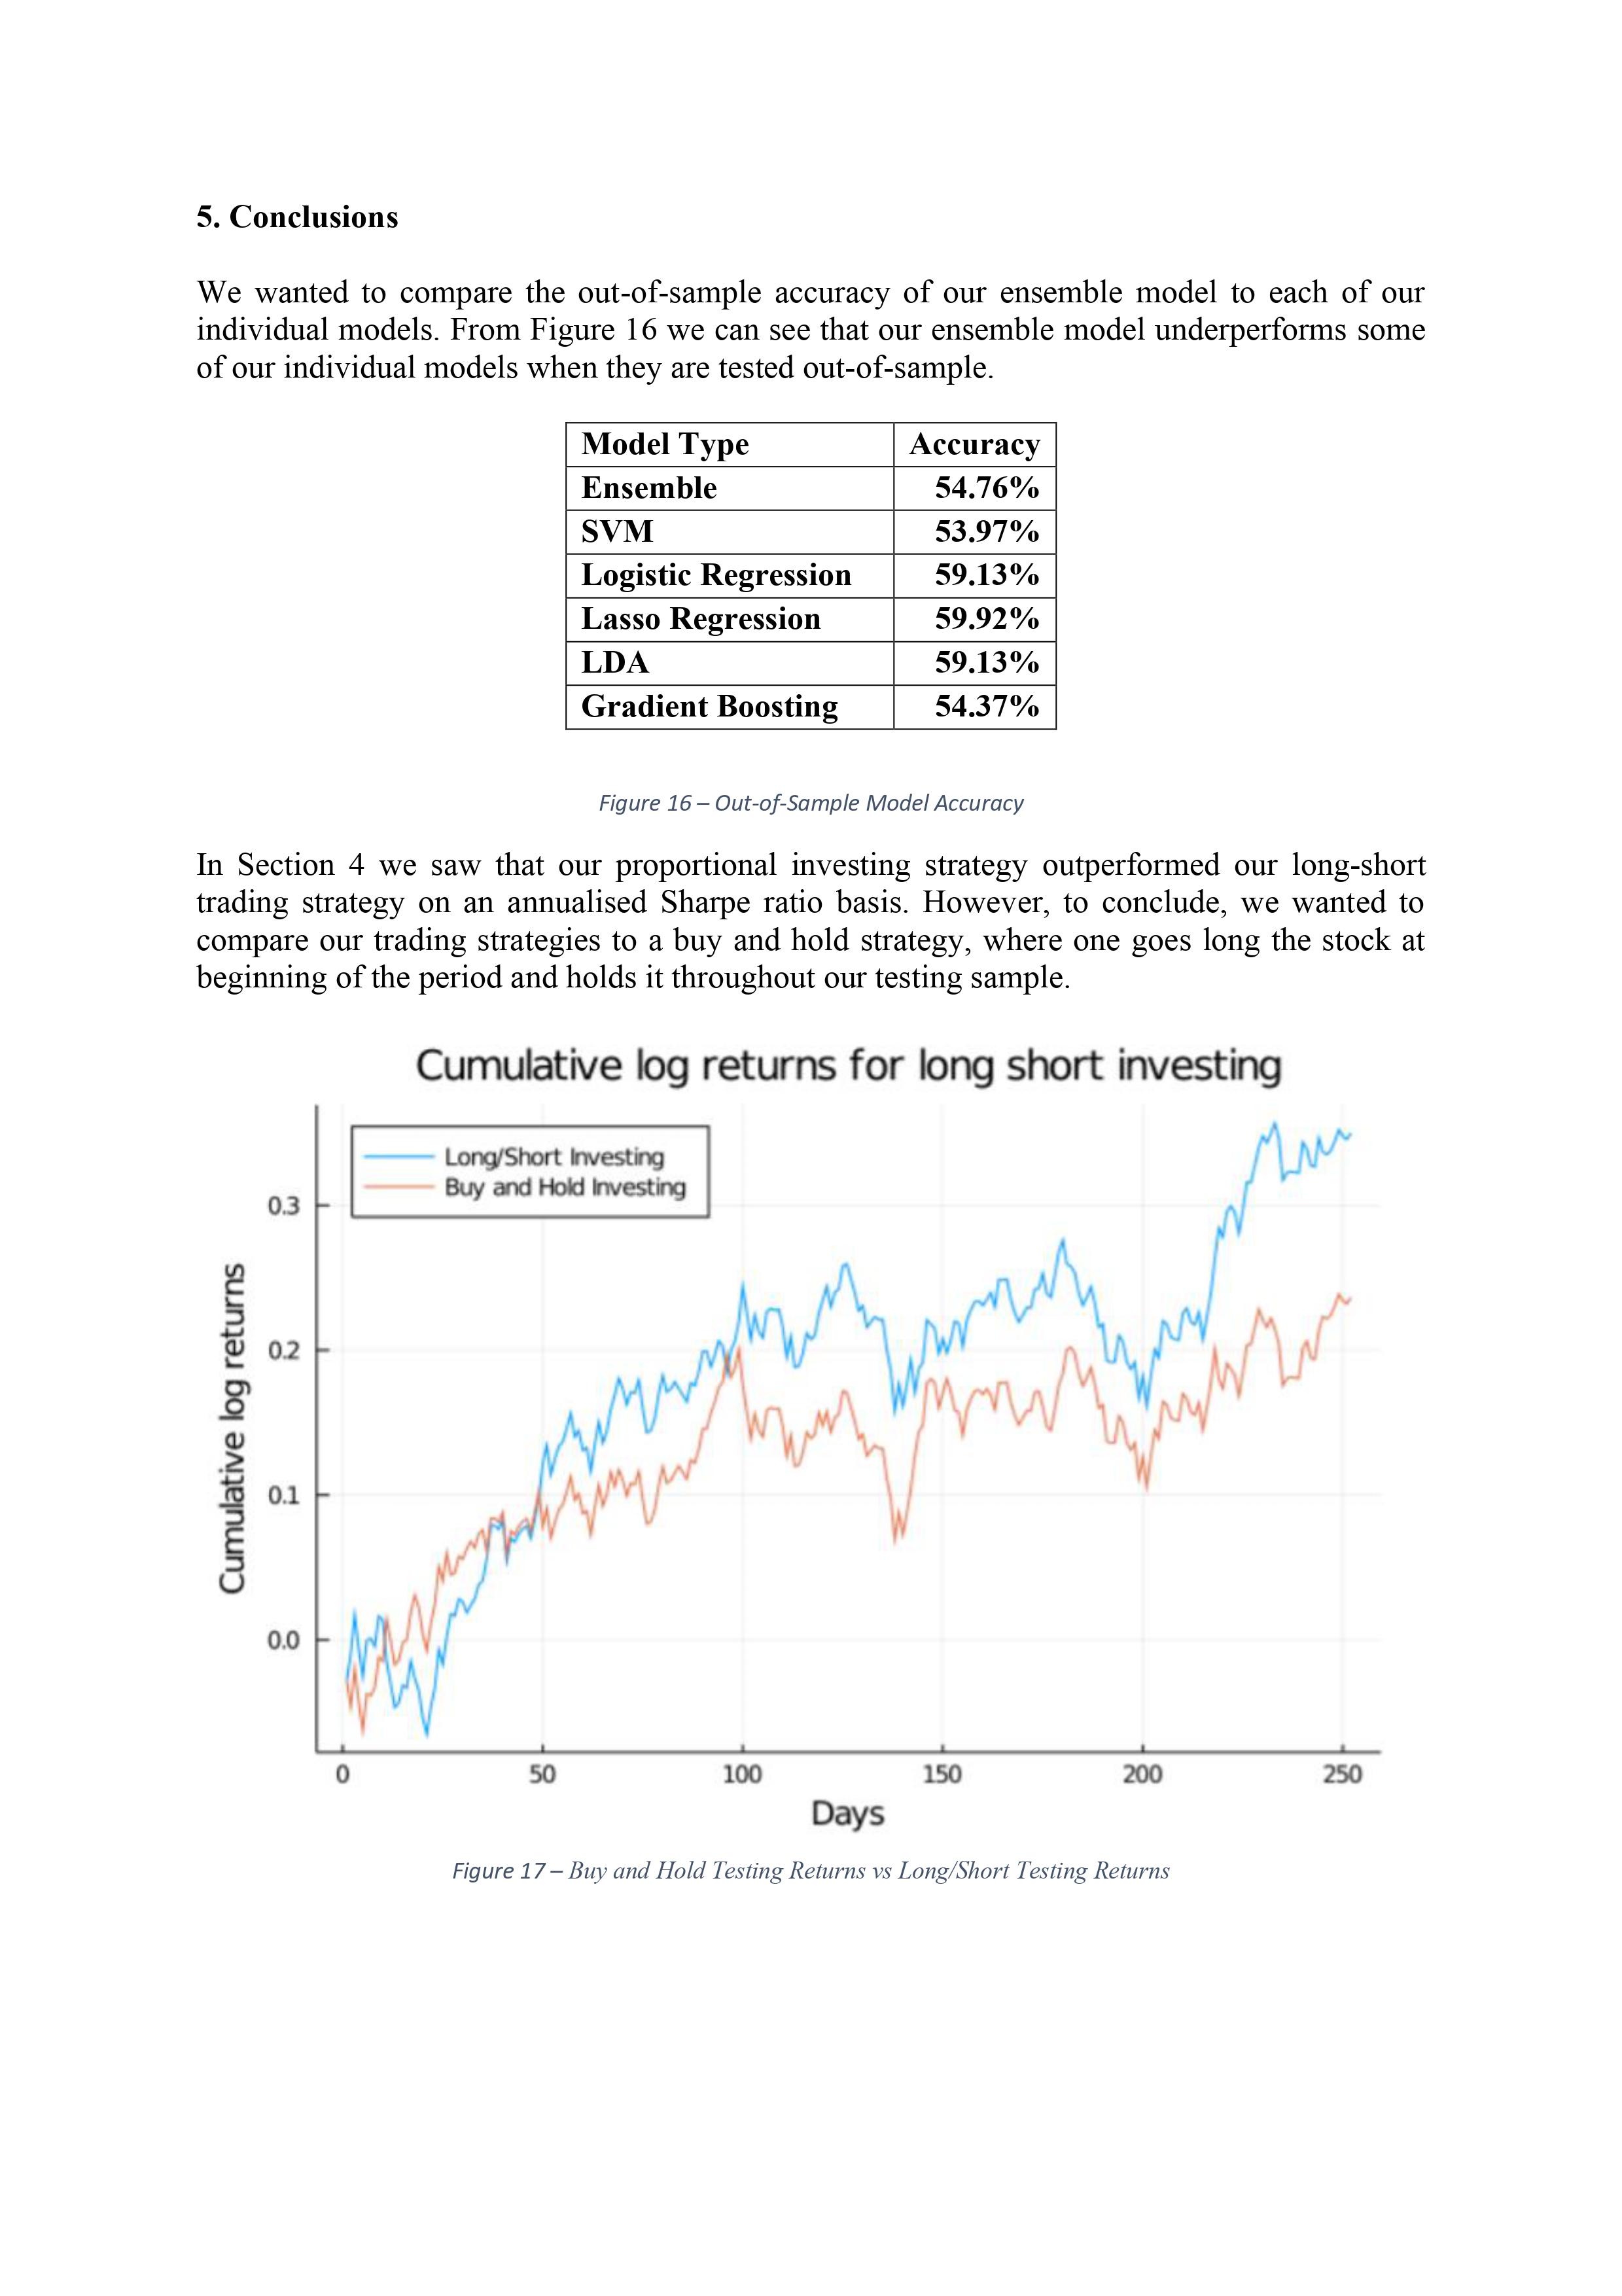 5. Conclusions
We wanted to compare the out-of-sample accuracy of our ensemble model to each of our
individual models. From Figure 16 we can see that our ensemble model underperforms some
of our individual models when they are tested out-of-sample.
Model Type Accuracy
Ensemble 54.76%
SVM 53.97%
Logistic Regression 59.13%
Lasso Regression 59.92%
LDA 59.13%
Gradient Boosting 54.37%
Figure 16 – Out-of-Sample Model Accuracy
In Section 4 we saw that our proportional investing strategy outperformed our long-short
trading strategy on an annualised Sharpe ratio basis. However, to conclude, we wanted to
compare our trading strategies to a buy and hold strategy, where one goes long the stock at
beginning of the period and holds it throughout our testing sample.
Cumulative log returns for long short investing
Long/Short Investing
Buy and Hold Investing
Cumulative log returns
0.3
0.2
0.1
0.0
0 50 100 150 200 250
Days
Figure 17 – Buy and Hold Testing Returns vs Long/Short Testing Returns